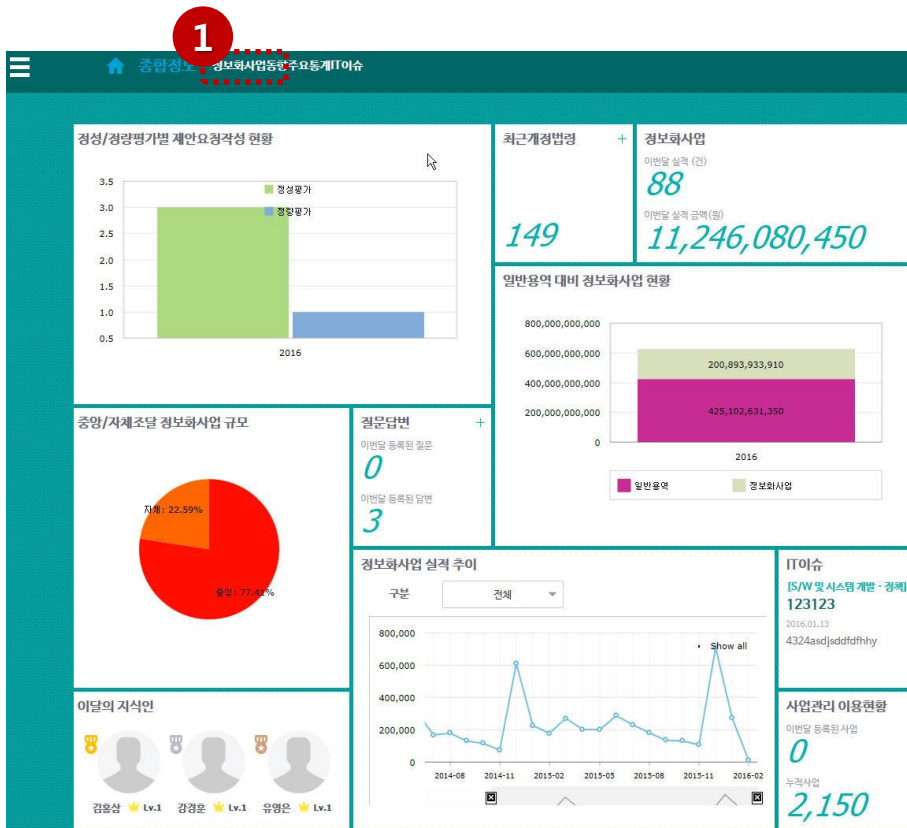 1
종합정보 정보화사업동향주요통계IT이슈
정성/정량평가별 제안요청작성 현황
3.5
3.0
2.5
2.0
1.5
1.0
0.5
정성평가
정량평가
2016
최근개정법령 +
149
정보화사업
이번달 실적 (건)
88
이번달 실적 금액(원)
11,246,080,450
일반용역 대비 정보화사업 현황
800,000,000,000
600,000,000,000
400,000,000,000
200,000,000,000
0
200,893,933,910
425,102,631,350
2016
일반용역 정보화사업
중앙/자체조달 정보화사업 규모
자체: 22.59%
중앙: 77.41%
질문답변 +
이번달 등록된 질문
0
이번달 등록된 답변
3
정보화사업 실적 추이
구분 전체
800,000
600,000
400,000
200,000
0
Show all
2014-08 2014-11 2015-02 2015-05 2015-08 2015-11 2016-02
IT이슈
[S/W 및 시스템 개발 · 정책]
123123
2016.01.13
4324asdjsddfdfhhy
이달의 지식인
김홍삼 Lv.1 강경훈 Lv.1 유영은 Lv.1
사업관리 이용현황
이번달 등록된 사업
0
누적사업
2,150